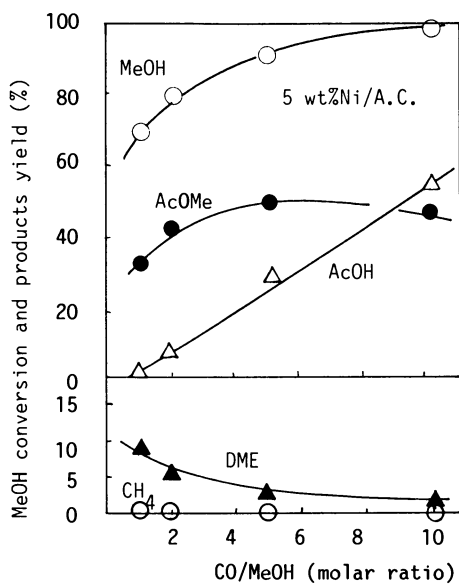 100
80
60
40
20
0
15
10
5
0
2
4
6
8
10
MeOH conversion and products yield (%)
MeOH
5 wt%Ni/A.C.
AcOMe
AcOH
DME
CH4
CO/MeOH (molar ratio)